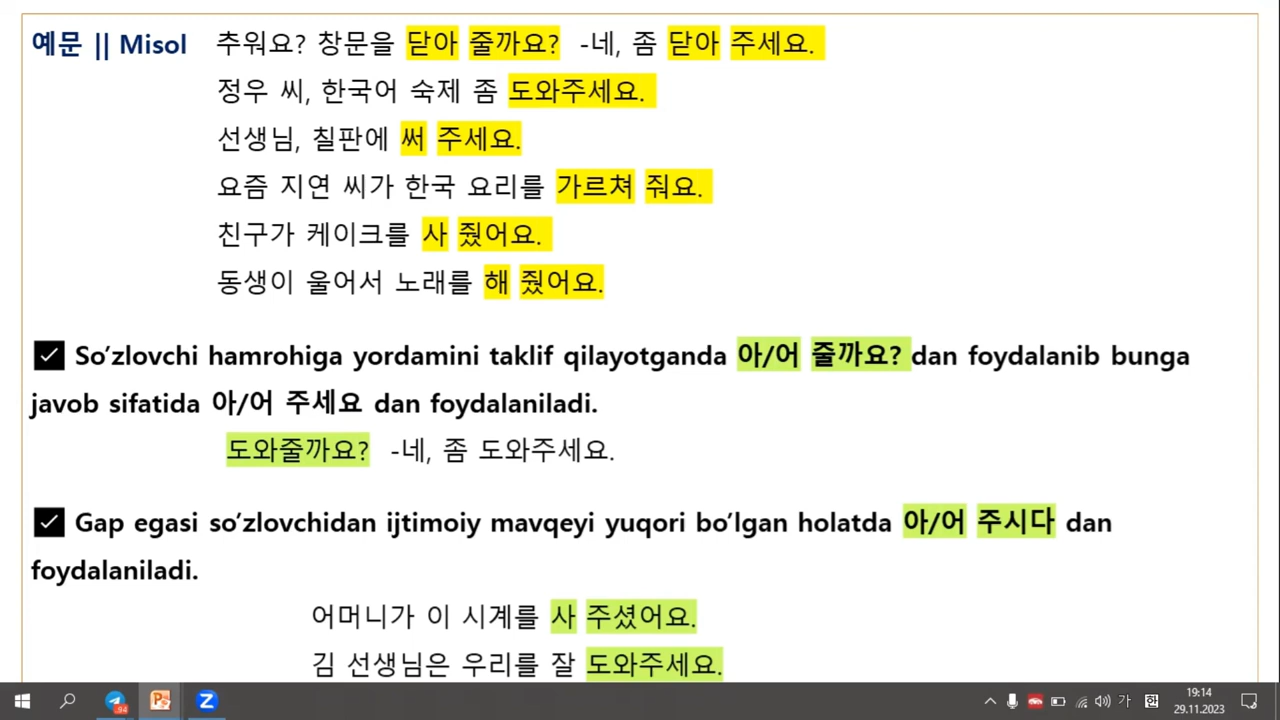 예문 || Misol 추워요? 창문을 닫아 줄까요? -네, 좀 닫아 주세요.
정우 씨, 한국어 숙제 좀 도와주세요.
선생님, 칠판에 써 주세요.
요즘 지연 씨가 한국 요리를 가르쳐 줘요.
친구가 케이크를 사 줬어요.
동생이 울어서 노래를 해 줬어요.
So’zlovchi hamrohiga yordamini taklif qilayotganda 아/어 줄까요? dan foydalanib bunga
javob sifatida 아/어 주세요 dan foydalaniladi.
도와줄까요? -네, 좀 도와주세요.
Gap egasi so’zlovchidan ijtimoiy mavqeyi yuqori bo’lgan holatda 아/어 주시다 dan
foydalaniladi.
어머니가 이 시계를 사 주셨어요.
김 선생님은 우리를 잘 도와주세요.
94
가
한
19:14
29.11.2023